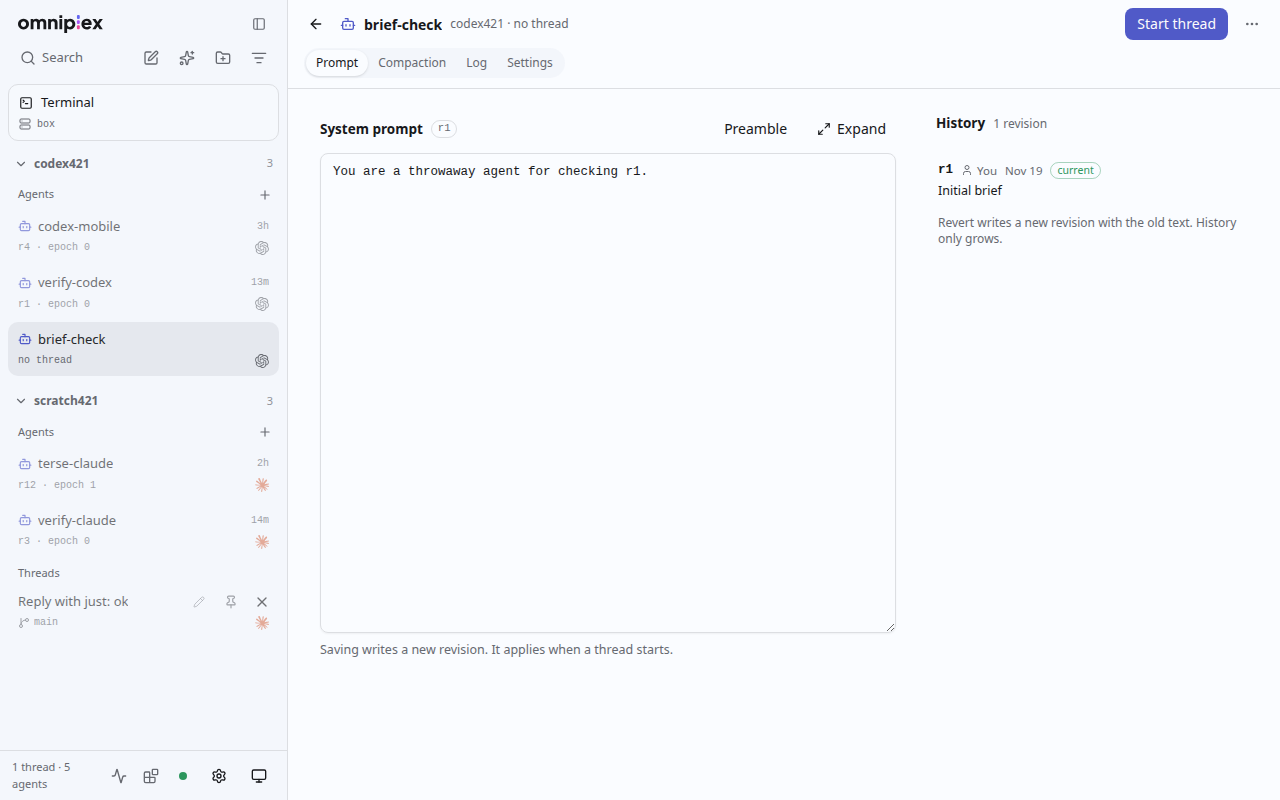 omniplex
Search
Terminal
box
codex421
3
Agents
codex-mobile
3h
r4 · epoch 0
verify-codex
13m
r1 · epoch 0
brief-check
no thread
scratch421
3
Agents
terse-claude
2h
r12 · epoch 1
verify-claude
14m
r3 · epoch 0
Threads
Reply with just: ok
main
1 thread · 5
agents
brief-check codex421 · no thread
Start thread
Prompt Compaction Log Settings
System prompt r1
Preamble
Expand
You are a throwaway agent for checking r1.
Saving writes a new revision. It applies when a thread starts.
History 1 revision
r1 You Nov 19 current
Initial brief
Revert writes a new revision with the old text. History
only grows.